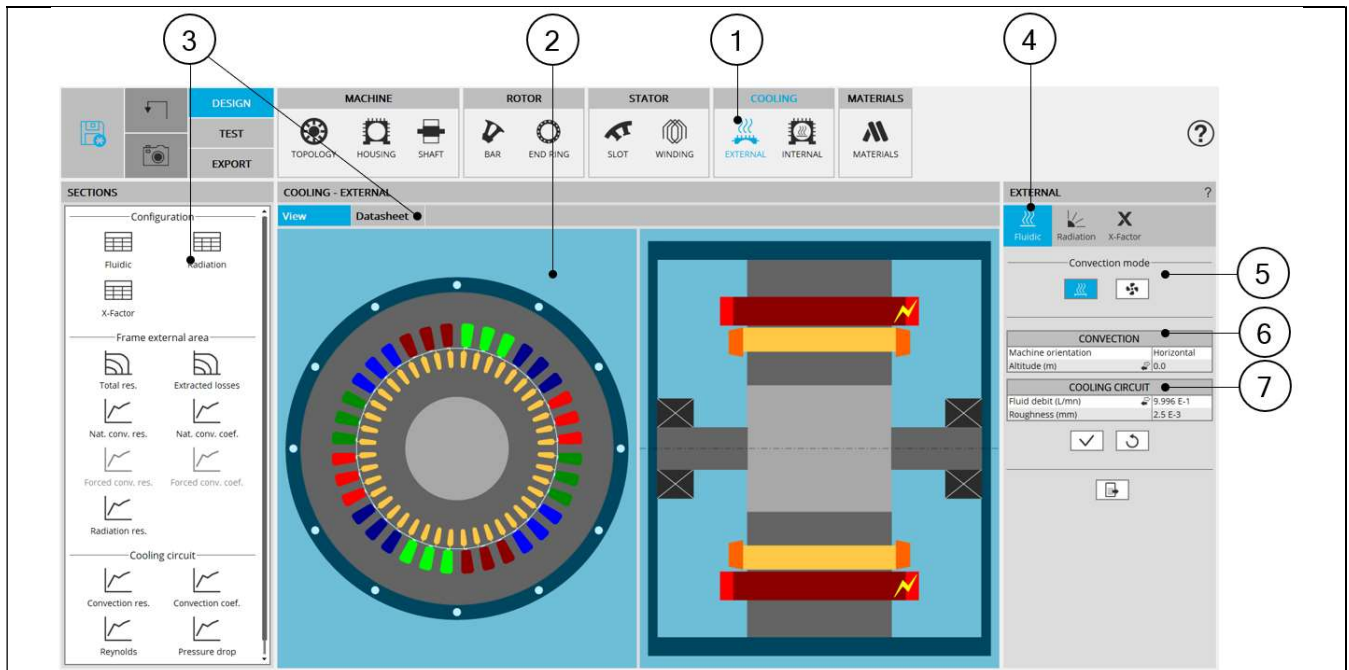 3 2 1 4
DESIGN MACHINE ROTOR STATOR COOLING MATERIALS
TEST
TOPOLOGY HOUSING SHAFT BAR END RING SLOT WINDING EXTERNAL INTERNAL MATERIALS
EXPORT
?
SECTIONS COOLING - EXTERNAL EXTERNAL ?
Configuration
View Datasheet
Fluidic Radiation X-Factor
Fluidic Radiation
X-Factor
Convection mode
5
Frame external area
Total res. Extracted losses
Nat. conv. res. Nat. conv. coef.
Forced conv. res. Forced conv. coef.
Radiation res.
Cooling circuit
Convection res. Convection coef.
Reynolds Pressure drop
CONVECTION 6
Machine orientation Horizontal
Altitude (m) 0.0
COOLING CIRCUIT 7
Fluid debit (L/mn) 9.996 E-1
Roughness (mm) 2.5 E-3